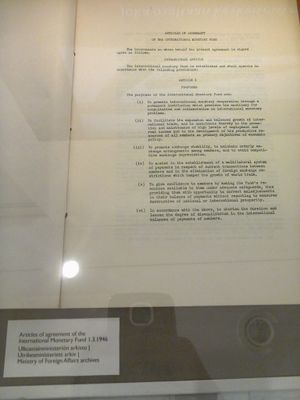 ARTICLES OF AGREEMENT
OF THE INTERNATIONAL MONETARY FUND
The Governments on whose behalf the present Agreement is signed
agree as follows:
INTRODUCTORY ARTICLE
The International Monetary Fund is established and shall operate in
accordance with the following provisions:
ARTICLE I
PURPOSES
The purposes of the International Monetary Fund are:
(i) To promote international monetary cooperation through a
permanent institution which provides the machinery for
consultation and collaboration on international monetary
problems.
(ii) To facilitate the expansion and balanced growth of inter-
national trade, and to contribute thereby to the promo-
tion and maintenance of high levels of employment and
real income and to the development of the productive re-
sources of all members as primary objectives of economic
policy.
(iii) To promote exchange stability, to maintain orderly ex-
change arrangements among members, and to avoid competi-
tive exchange depreciation.
(iv) To assist in the establishment of a multilateral system
of payments in respect of current transactions between
members and in the elimination of foreign exchange re-
strictions which hamper the growth of world trade.
(v) To give confidence to members by making the Fund's re-
sources available to them under adequate safeguards, thus
providing them with opportunity to correct maladjustments
in their balance of payments without resorting to measures
destructive of national or international prosperity.
(vi) In accordance with the above, to shorten the duration and
lessen the degree of disequilibrium in the international
balances of payments of members.
Articles of agreement of the
International Monetary Fund 1.3.1946
Ulkoasiainministeriön arkisto |
Utrikesministeriets arkiv |
Ministry of Foreign Affairs archives